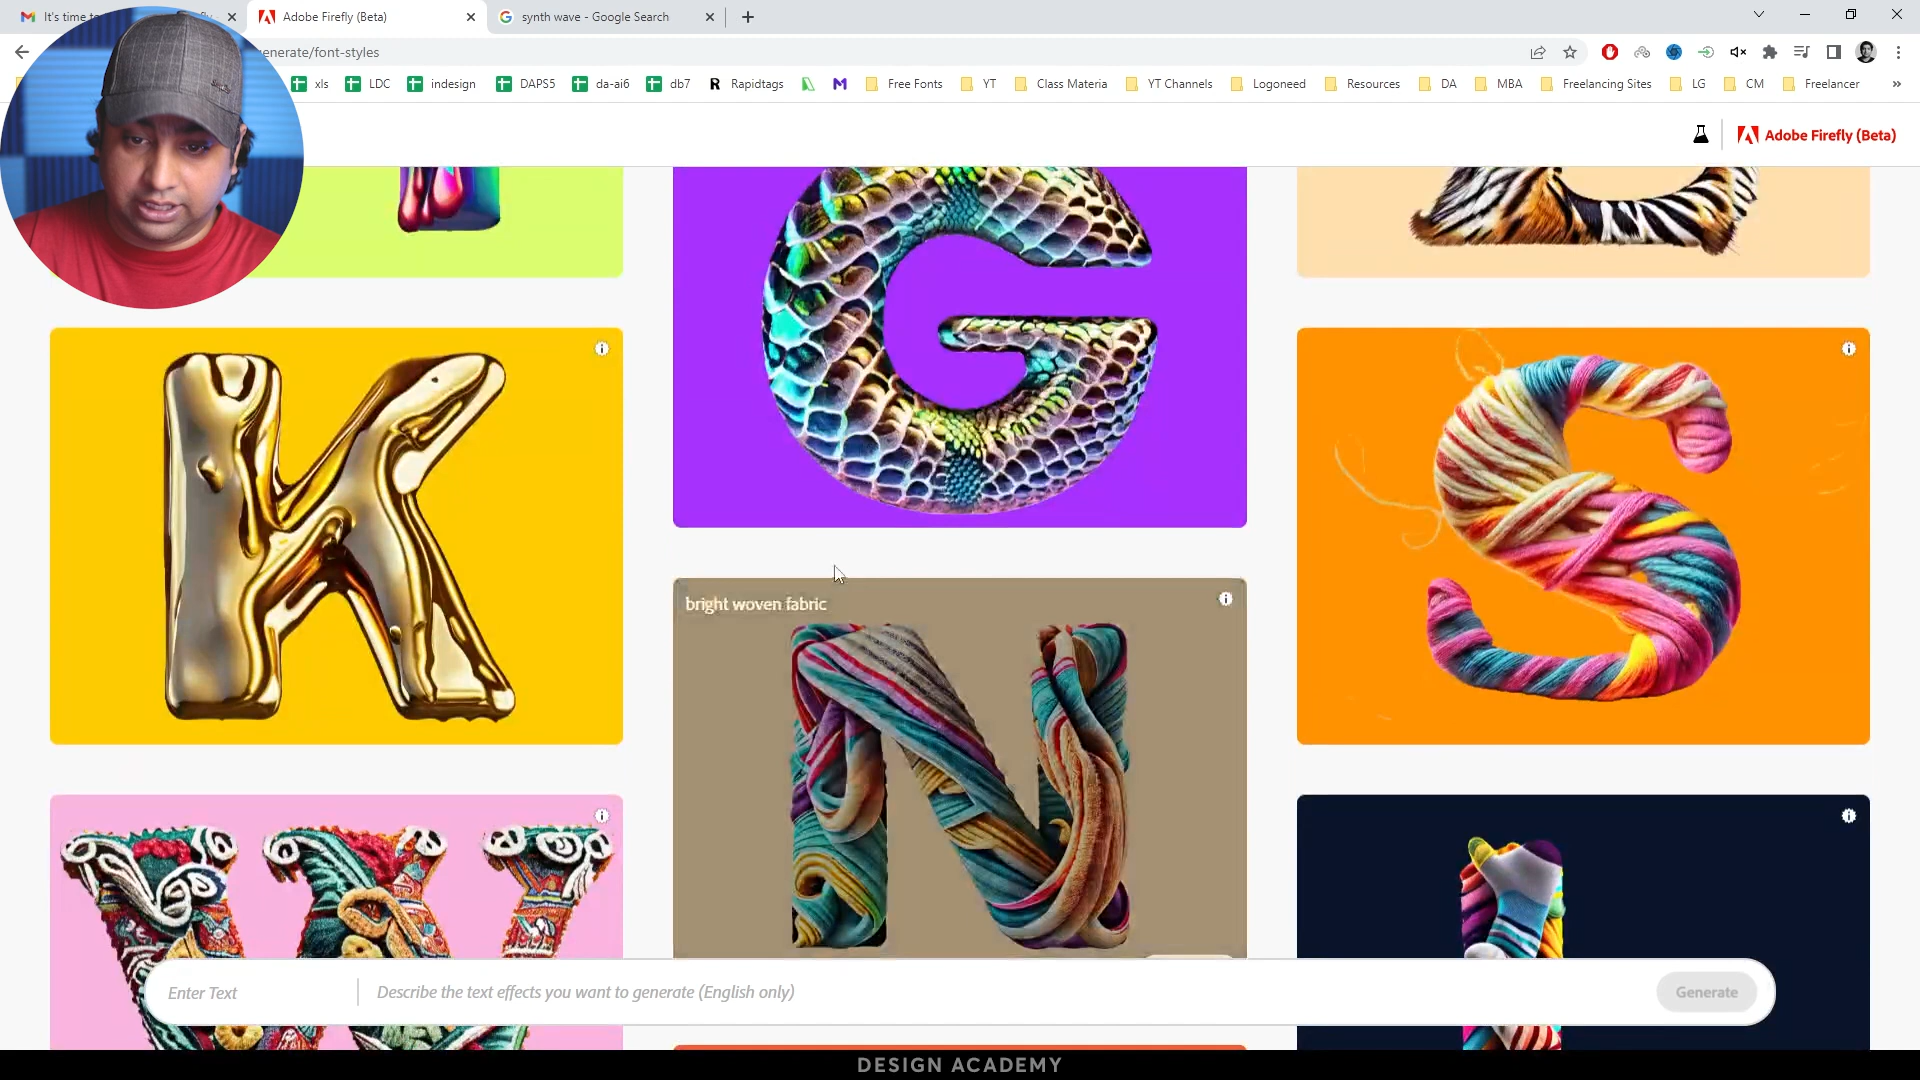 It's time to
Adobe Firefly (Beta)
synth wave - Google Search
enerate/font-styles
xls
LDC
indesign
DAPS5
da-ai6
db7
Rapidtags
Free Fonts
YT
Class Materia
YT Channels
Logoneed
Resources
DA
MBA
Freelancing Sites
LG
CM
Freelancer
»
Adobe Firefly (Beta)
G
K
S
bright woven fabric
N
W
Enter Text
Describe the text effects you want to generate (English only)
Generate
DESIGN ACADEMY